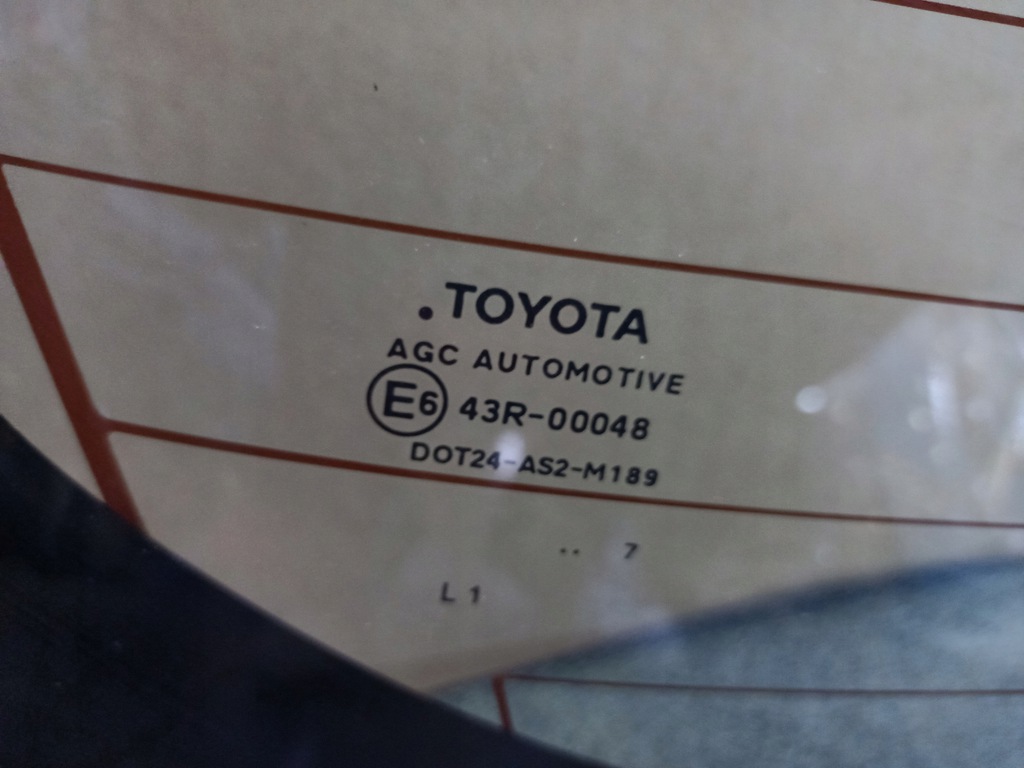 .TOYOTA
AGC AUTOMOTIVE
E6 43R-00048
DOT24-AS2-M189
.. 7
L 1